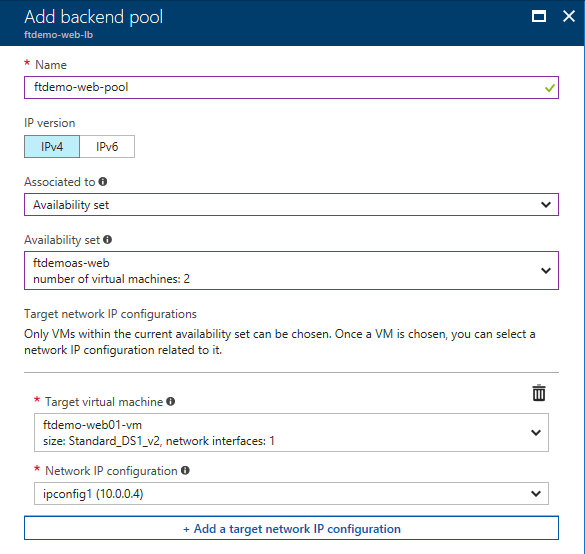 Add backend pool
ftdemo-web-lb
* Name
ftdemo-web-pool
IP version
IPv4 IPv6
Associated to
Availability set
Availability set
ftdemoas-web
number of virtual machines: 2
Target network IP configurations
Only VMs within the current availability set can be chosen. Once a VM is chosen, you can select a
network IP configuration related to it.
* Target virtual machine
ftdemo-web01-vm
size: Standard_DS1_v2, network interfaces: 1
* Network IP configuration
ipconfig1 (10.0.0.4)
+ Add a target network IP configuration